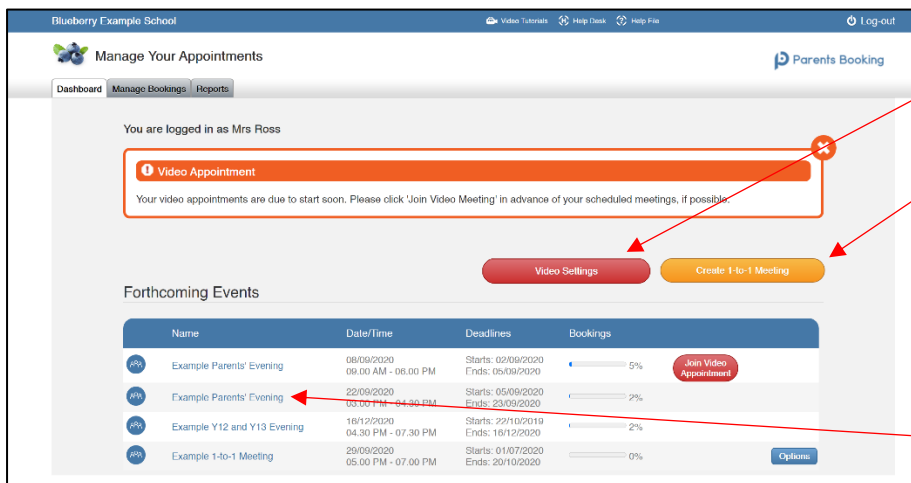 Blueberry Example School Video Tutorials Help Desk Help File Log-out
Manage Your Appointments
Parents Booking
Dashboard Manage Bookings Reports
You are logged in as Mrs Ross
Video Appointment
Your video appointments are due to start soon. Please click 'Join Video Meeting' in advance of your scheduled meetings, if possible.
Video Settings Create 1-to-1 Meeting
Forthcoming Events
Name Date/Time Deadlines Bookings
Example Parents' Evening 08/09/2020 09.00 AM - 06.00 PM Starts: 02/09/2020 Ends: 05/09/2020 5% Join Video Appointment
Example Parents' Evening 22/09/2020 03.00 PM - 04.30 PM Starts: 05/09/2020 Ends: 23/09/2020 2%
Example Y12 and Y13 Evening 16/12/2020 04.30 PM - 07.30 PM Starts: 22/10/2019 Ends: 16/12/2020 2%
Example 1-to-1 Meeting 29/09/2020 05.00 PM - 07.00 PM Starts: 01/07/2020 Ends: 20/10/2020 0% Options